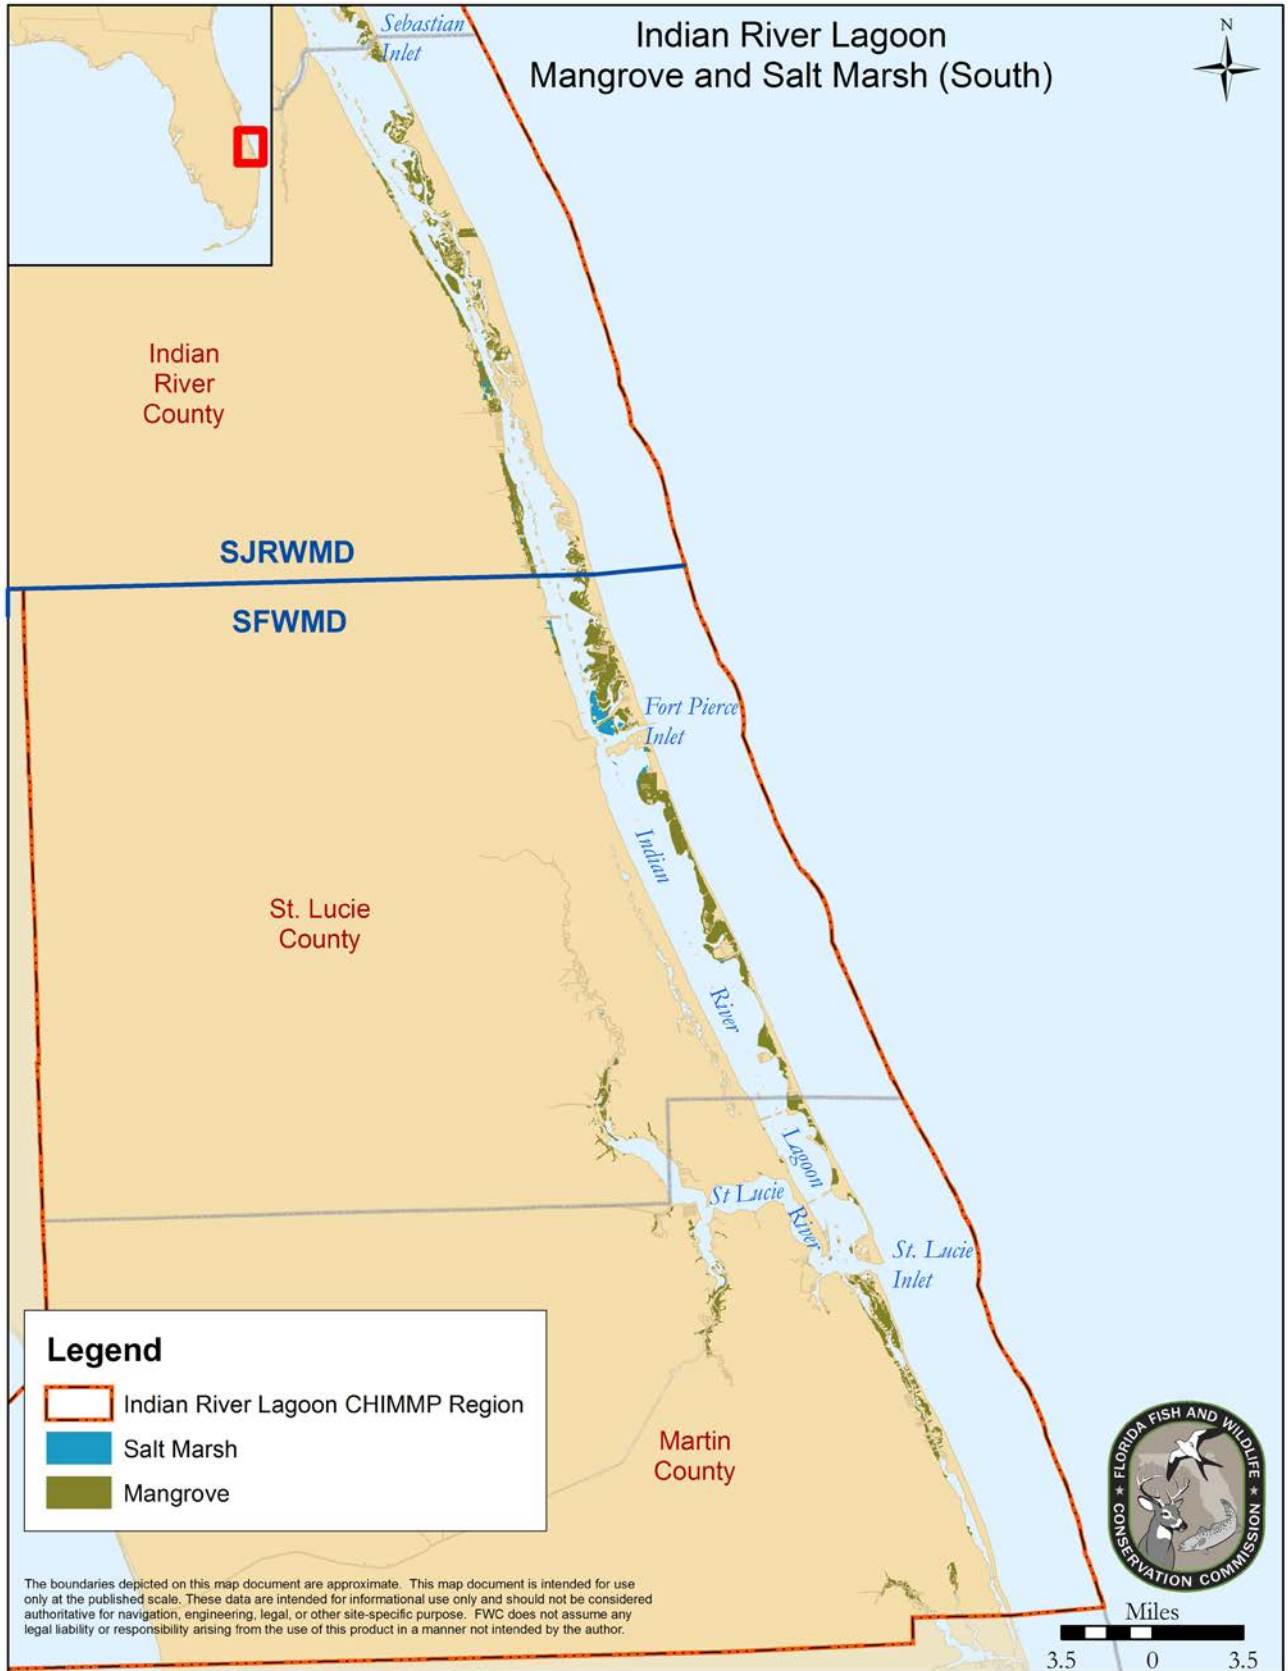 Indian River Lagoon
Mangrove and Salt Marsh (South)
N
Sebastian
Inlet
Indian
River
County
SJRWMD
SFWMD
Fort Pierce
Inlet
Indian
River
Lagoon
St. Lucie
County
St Lucie
River
St. Lucie
Inlet
Martin
County
Legend
Indian River Lagoon CHIMMP Region
Salt Marsh
Mangrove
The boundaries depicted on this map document are approximate. This map document is intended for use
only at the published scale. These data are intended for informational use only and should not be considered
authoritative for navigation, engineering, legal, or other site-specific purpose. FWC does not assume any
legal liability or responsibility arising from the use of this product in a manner not intended by the author.
FLORIDA FISH AND WILDLIFE
CONSERVATION COMMISSION
Miles
3.5 0 3.5